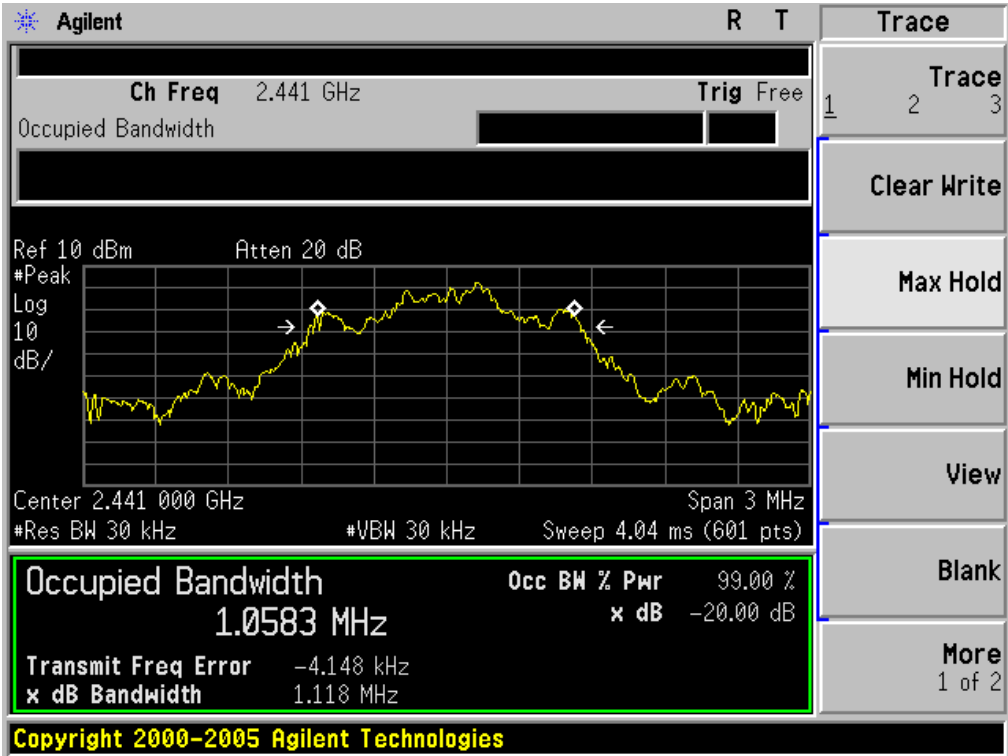 Agilent R T Trace
Ch Freq 2.441 GHz Trig Free
Occupied Bandwidth
Trace
1 2 3
Clear Write
Max Hold
Min Hold
View
Blank
More
1 of 2
Ref 10 dBm Atten 20 dB
#Peak
Log
10
dB/
Center 2.441 000 GHz Span 3 MHz
#Res BW 30 kHz #VBW 30 kHz Sweep 4.04 ms (601 pts)
Occupied Bandwidth Occ BW % Pwr 99.00 %
1.0583 MHz x dB -20.00 dB
Transmit Freq Error -4.148 kHz
x dB Bandwidth 1.118 MHz
Copyright 2000-2005 Agilent Technologies